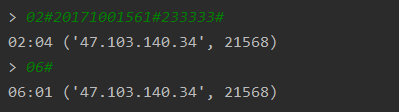 > 02#20171001561#233333#
02:04 ('47.103.140.34', 21568)
> 06#
06:01 ('47.103.140.34', 21568)